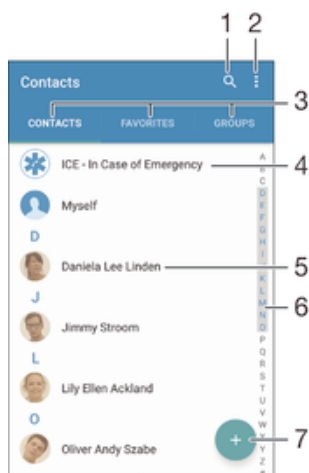 1 2
Contacts
3
CONTACTS FAVORITES GROUPS
ICE - In Case of Emergency 4
Myself
D
Daniela Lee Linden 5
J
Jimmy Stroom
6
L
Lily Ellen Ackland
O
Oliver Andy Szabe
+ 7
A
B
C
D
E
F
G
H
I
K
L
M
N
O
P
Q
R
S
T
U
V
W
Y
Z